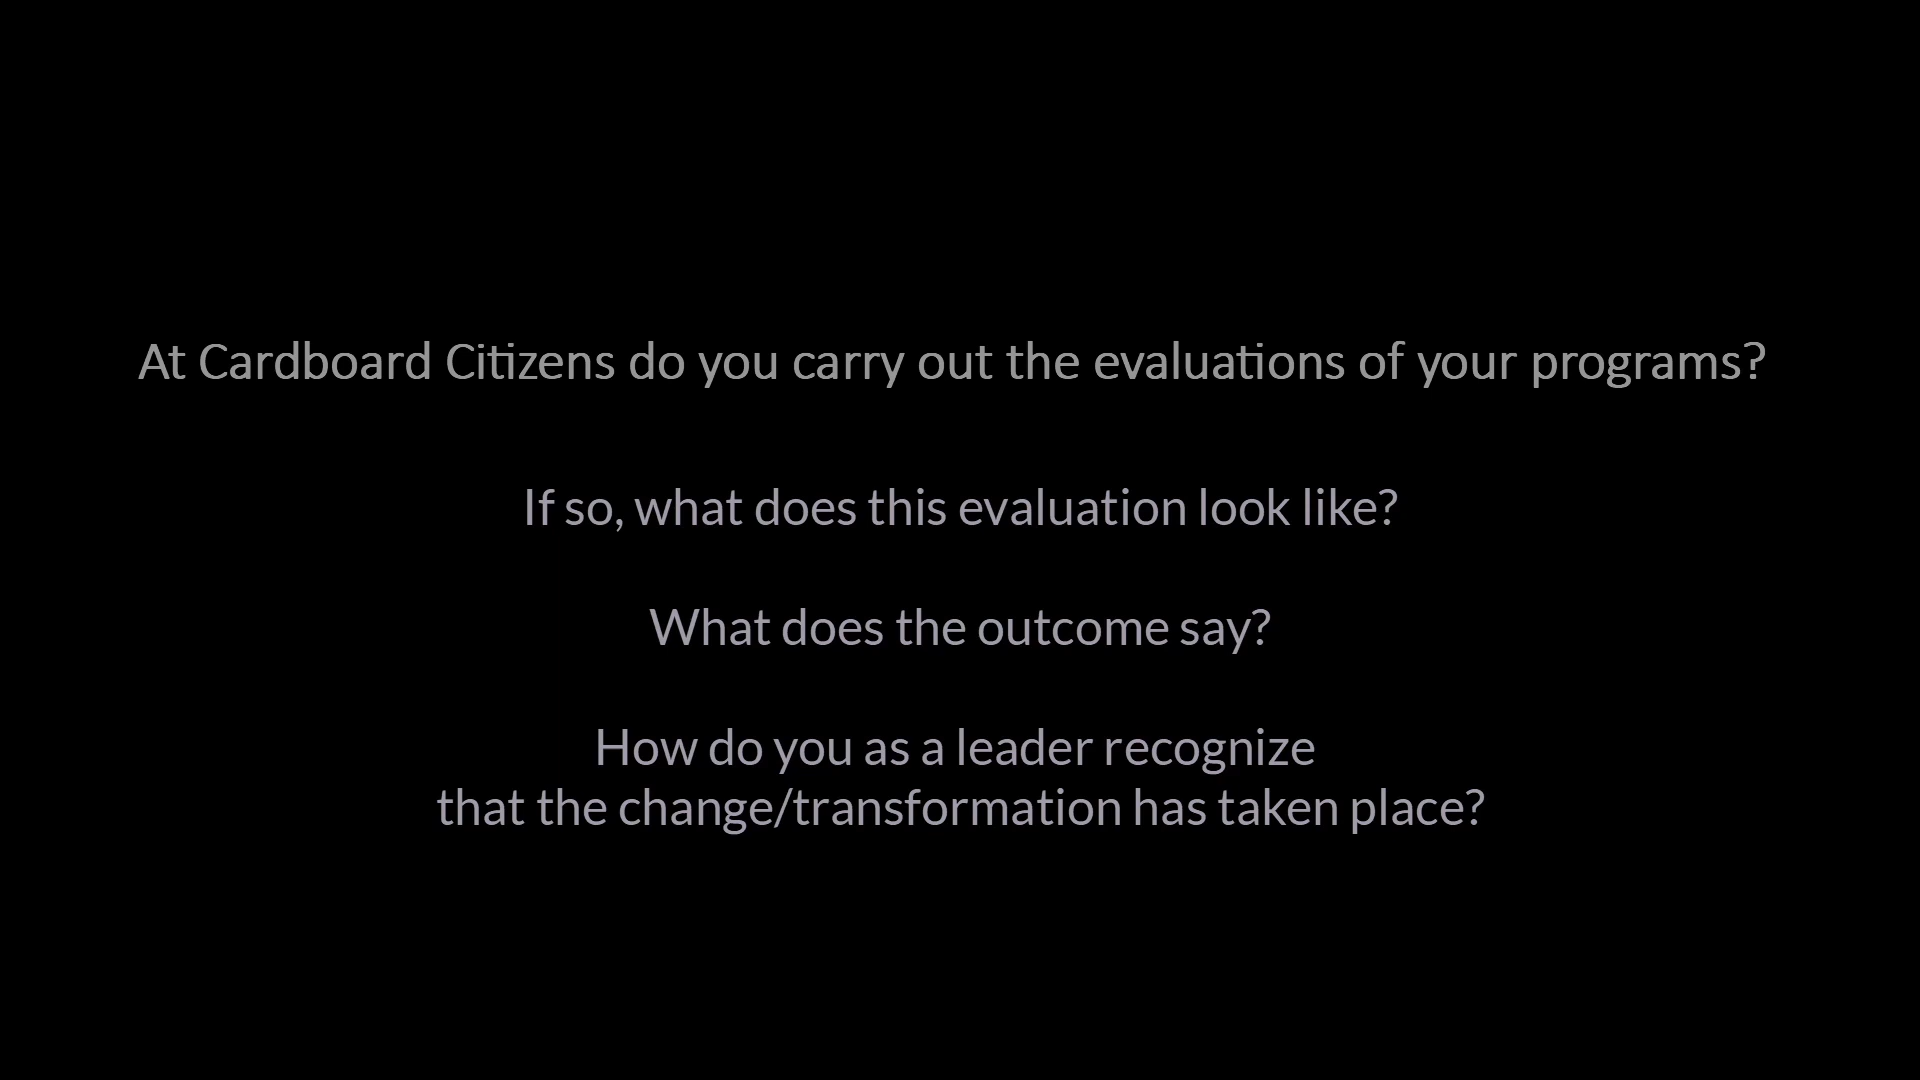 At Cardboard Citizens do you carry out the evaluations of your programs?
If so, what does this evaluation look like?
What does the outcome say?
How do you as a leader recognize
that the change/transformation has taken place?